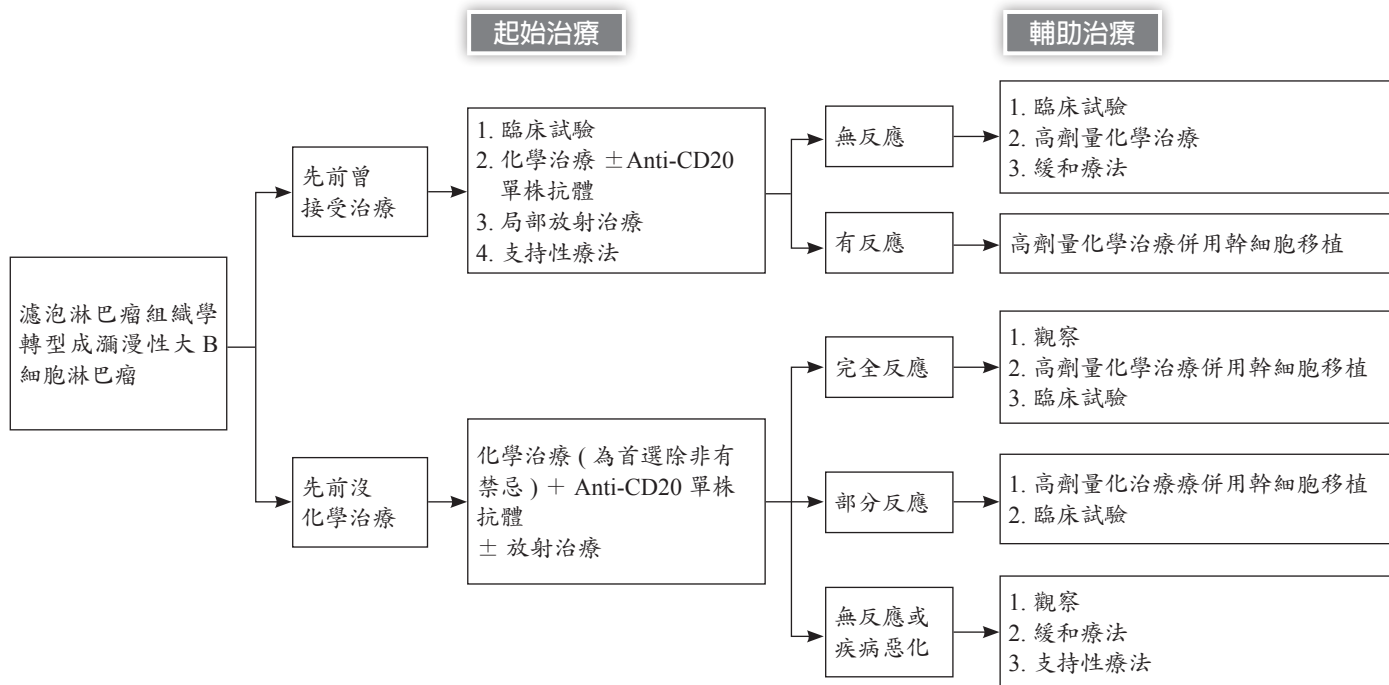 起始治療
輔助治療
濾泡淋巴瘤組織學
轉型成瀰漫性大 B
細胞淋巴瘤
先前曾
接受治療
1. 臨床試驗
2. 化學治療 ±Anti-CD20
單株抗體
3. 局部放射治療
4. 支持性療法
無反應
1. 臨床試驗
2. 高劑量化學治療
3. 緩和療法
有反應
高劑量化學治療併用幹細胞移植
先前沒
化學治療
化學治療 ( 為首選除非有
禁忌 ) + Anti-CD20 單株
抗體
± 放射治療
完全反應
1. 觀察
2. 高劑量化學治療併用幹細胞移植
3. 臨床試驗
部分反應
1. 高劑量化治療療併用幹細胞移植
2. 臨床試驗
無反應或
疾病惡化
1. 觀察
2. 緩和療法
3. 支持性療法